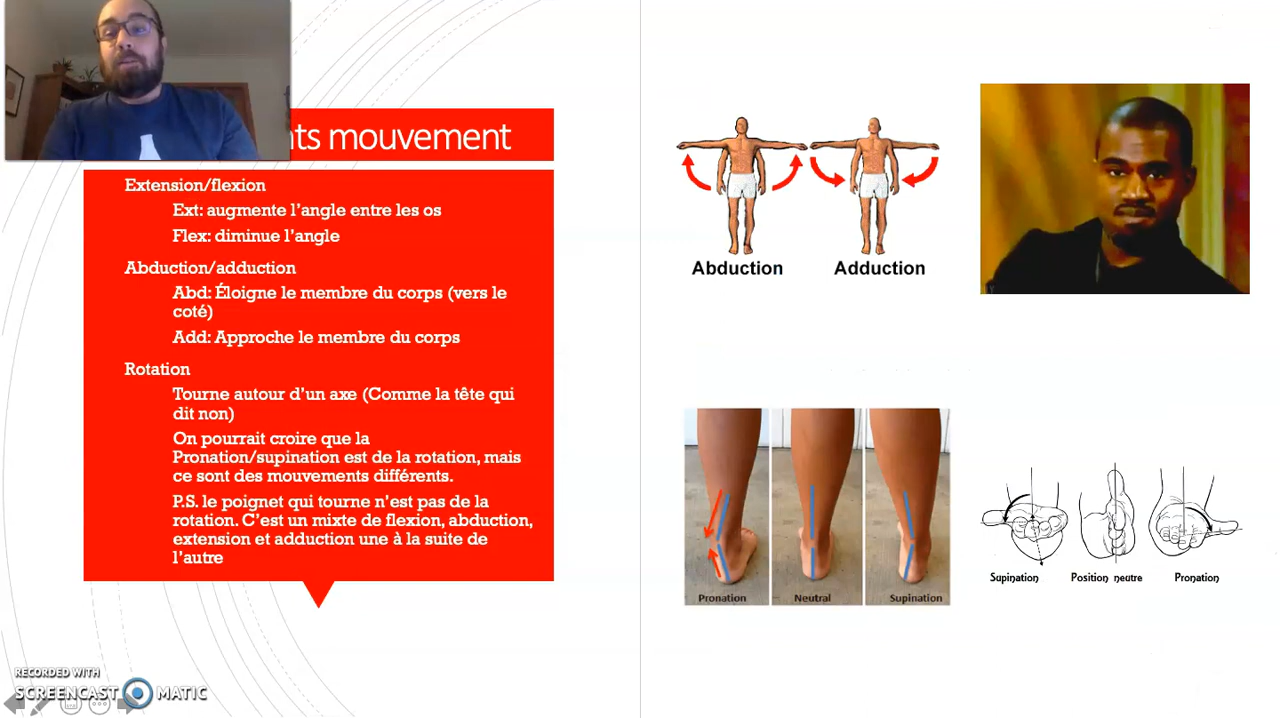 nts mouvement
Extension/flexion
Ext: augmente l’angle entre les os
Flex: diminue l’angle
Abduction/adduction
Abd: Éloigne le membre du corps (vers le
coté)
Add: Approche le membre du corps
Rotation
Tourne autour d’un axe (Comme la tête qui
dit non)
On pourrait croire que la
Pronation/supination est de la rotation, mais
ce sont des mouvements différents.
P.S. le poignet qui tourne n’est pas de la
rotation. C’est un mixte de flexion, abduction,
extension et adduction une à la suite de
l’autre
Abduction
Adduction
Pronation
Neutral
Supination
Supination
Position neutre
Pronation
RECORDED WITH
SCREENCAST MATIC